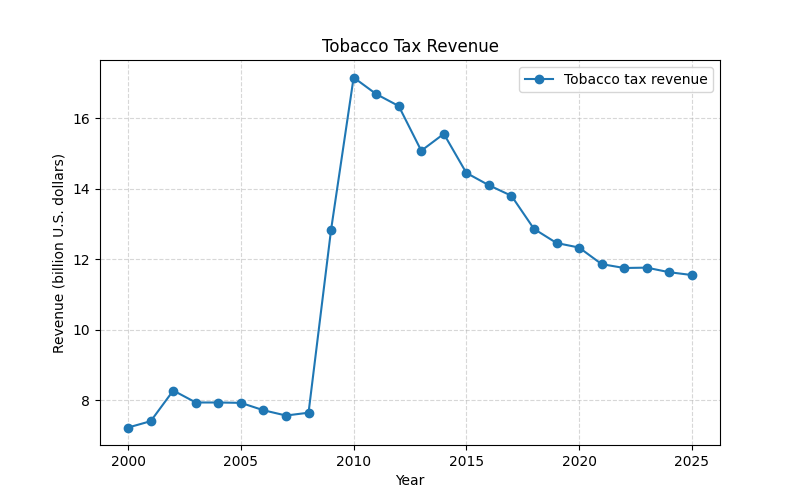 Tobacco Tax Revenue
Tobacco tax revenue
Revenue (billion U.S. dollars)
16
14
12
10
8
2000 2005 2010 2015 2020 2025
Year